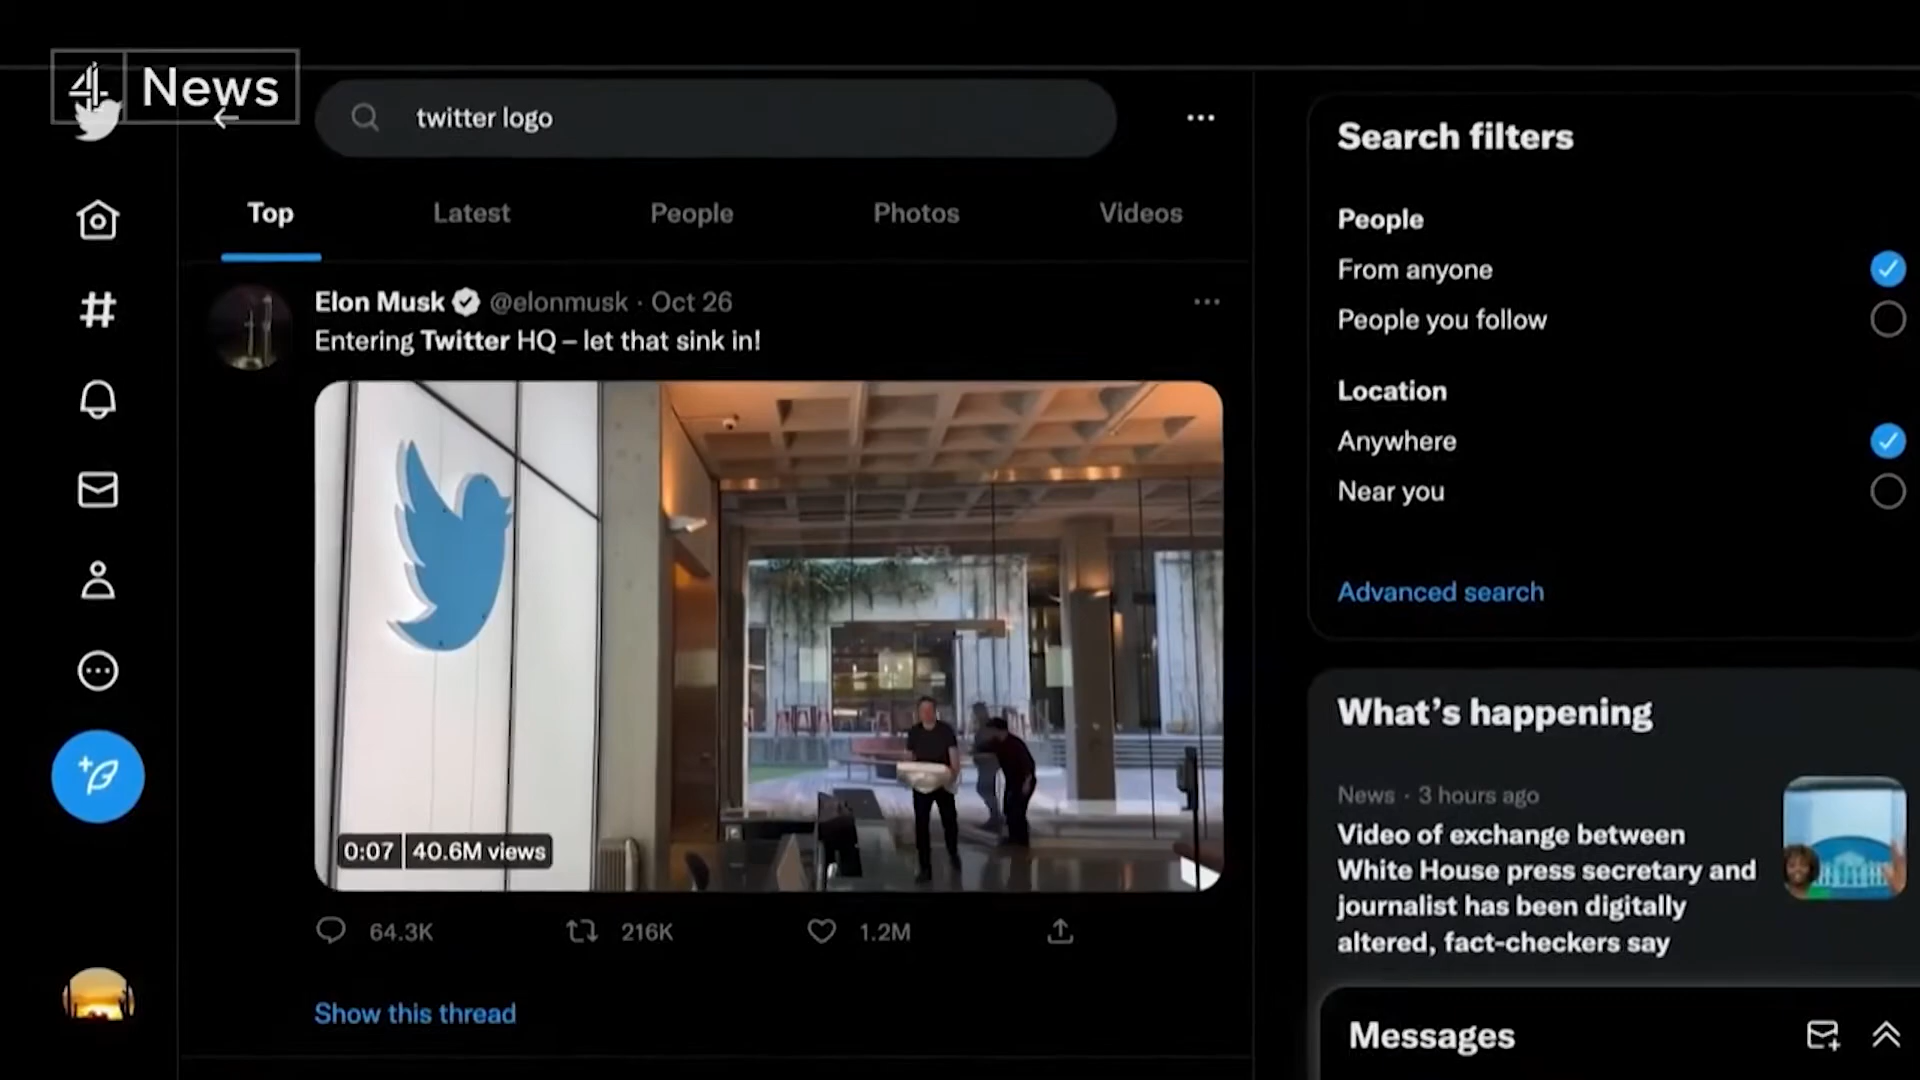 4 News
twitter logo
Top
Latest
People
Photos
Videos
Elon Musk @elonmusk · Oct 26
Entering Twitter HQ – let that sink in!
875
0:07 40.6M views
64.3K
216K
1.2M
Show this thread
Search filters
People
From anyone
People you follow
Location
Anywhere
Near you
Advanced search
What's happening
News · 3 hours ago
Video of exchange between
White House press secretary and
journalist has been digitally
altered, fact-checkers say
Messages